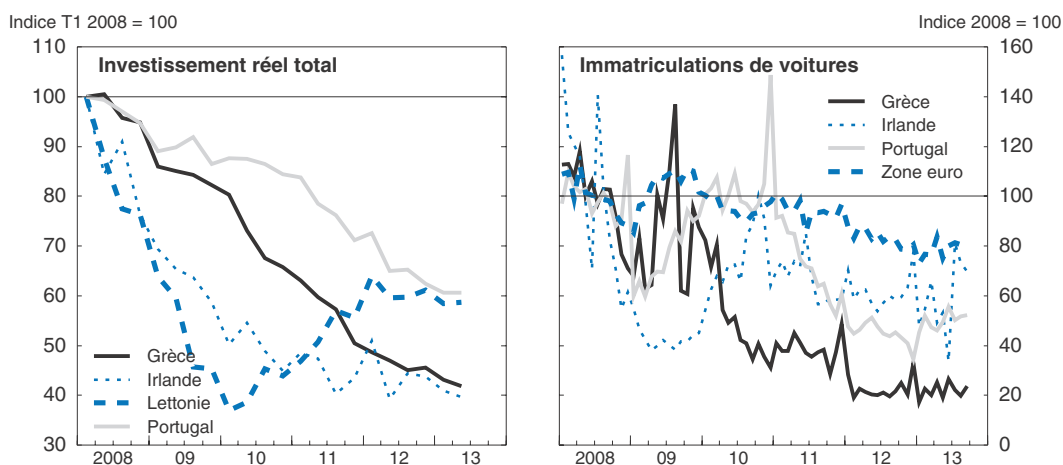 Indice T1 2008 = 100
Indice 2008 = 100
110
100
90
80
70
60
50
40
30
Investissement réel total
Grèce
Irlande
Lettonie
Portugal
2008 09 10 11 12 13
Immatriculations de voitures
Grèce
Irlande
Portugal
Zone euro
160
140
120
100
80
60
40
20
0
2008 09 10 11 12 13